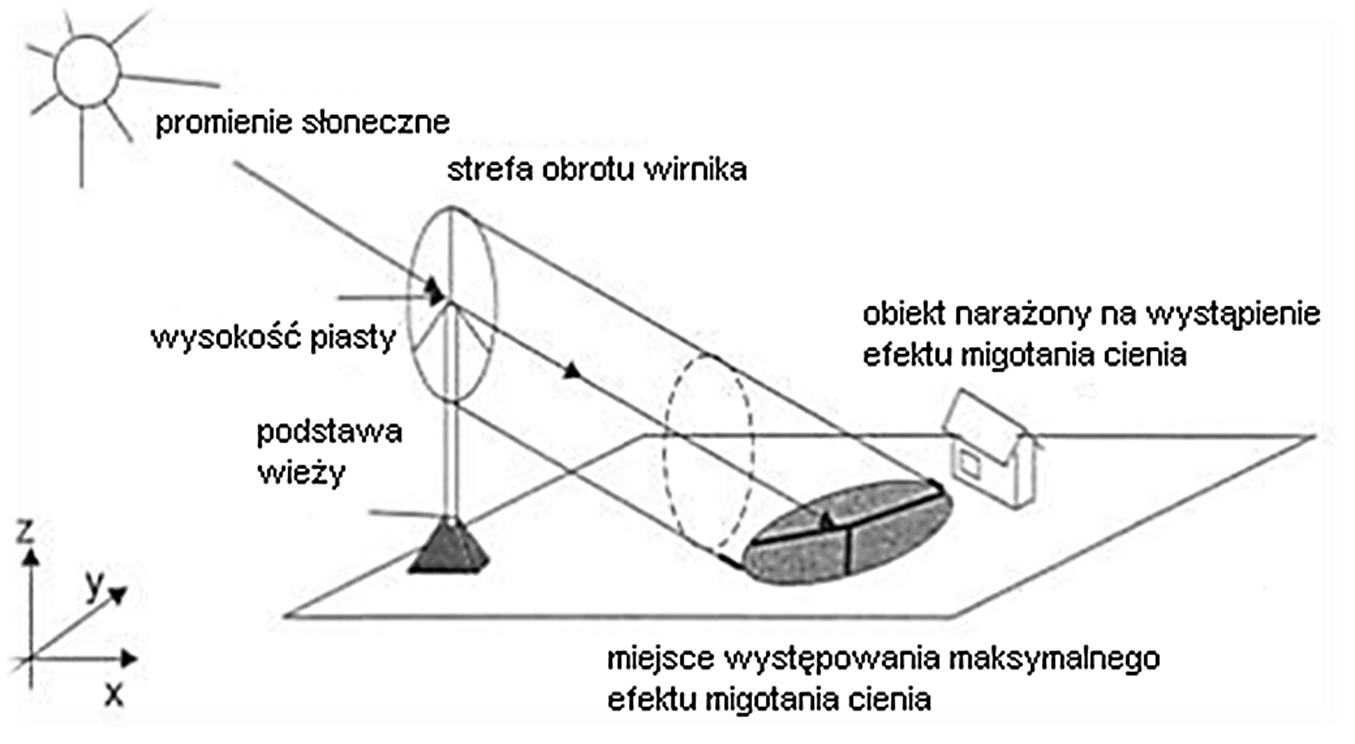 promienie słoneczne
strefa obrotu wirnika
wysokość piasty
obiekt narażony na wystąpienie
efektu migotania cienia
podstawa
wieży
z
y
x
miejsce występowania maksymalnego
efektu migotania cienia